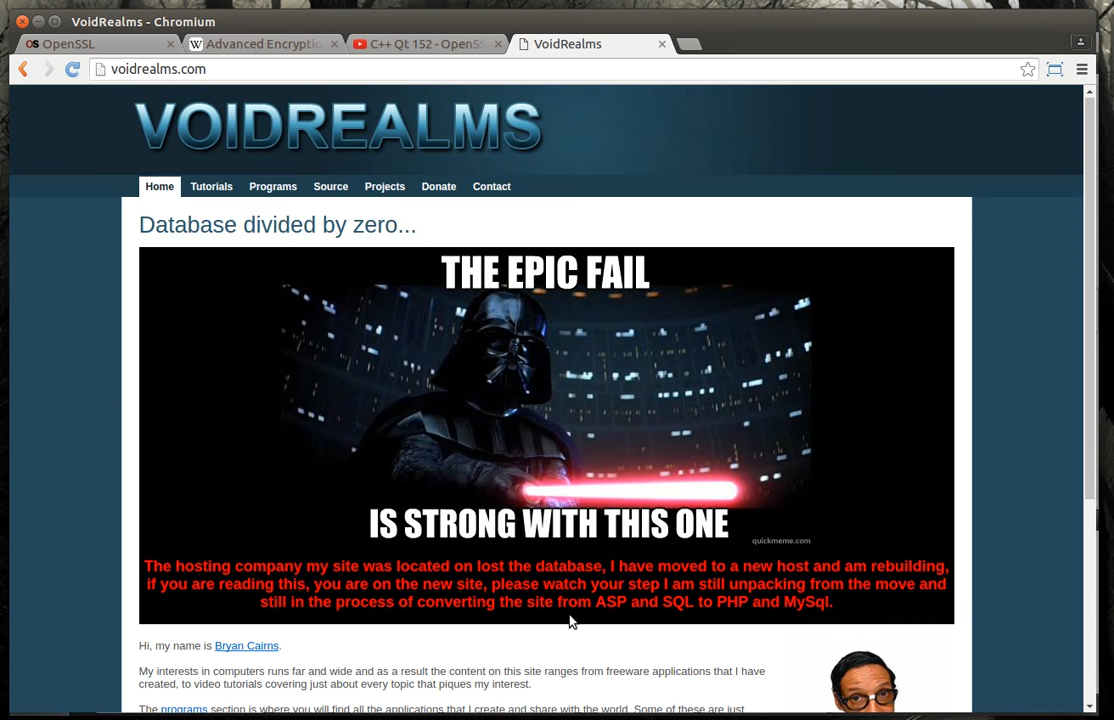 VoidRealms - Chromium
OS OpenSSL
W Advanced Encryptio
C++ Qt 152 - OpenSS
VoidRealms
voidrealms.com
VOIDREALMS
Home Tutorials Programs Source Projects Donate Contact
Database divided by zero...
THE EPIC FAIL
IS STRONG WITH THIS ONE
quickmeme.com
The hosting company my site was located on lost the database, I have moved to a new host and am rebuilding,
if you are reading this, you are on the new site, please watch your step I am still unpacking from the move and
still in the process of converting the site from ASP and SQL to PHP and MySql.
Hi, my name is Bryan Cairns.
My interests in computers runs far and wide and as a result the content on this site ranges from freeware applications that I have
created, to video tutorials covering just about every topic that piques my interest.
The programs section is where you will find all the applications that I create and share with the world. Some of these are just